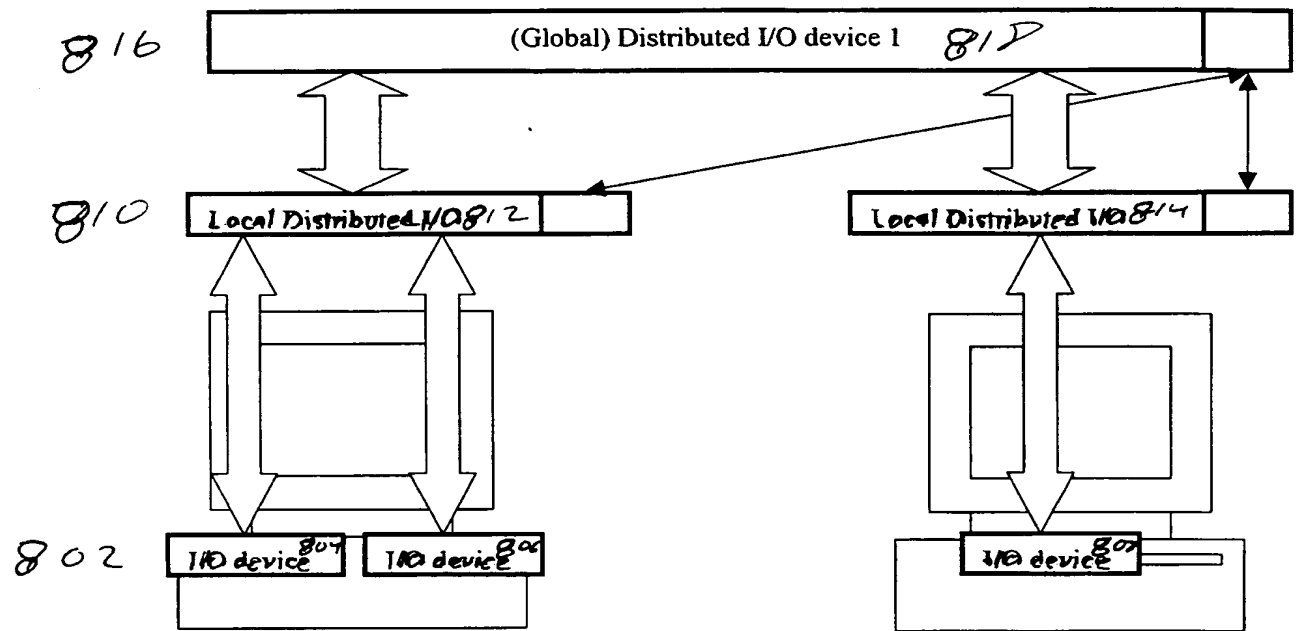 816
(Global) Distributed I/O device 1 818
810
Local Distributed I/O 812
Local Distributed I/O 814
802
I/O device 804
I/O device 806
I/O device